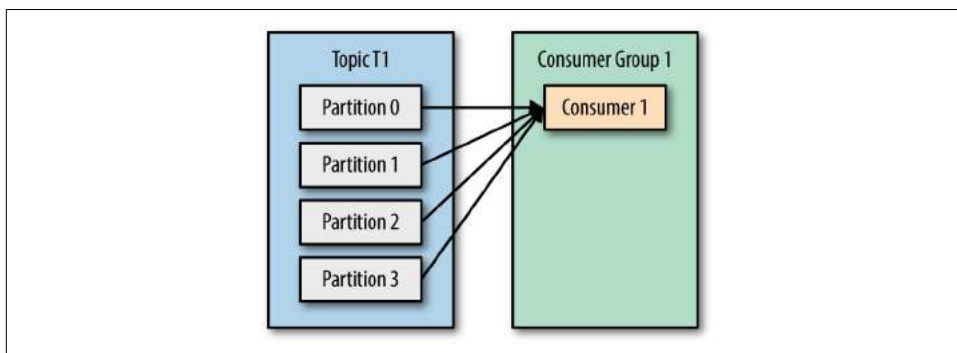 Topic T1
Partition 0
Partition 1
Partition 2
Partition 3
Consumer Group 1
Consumer 1